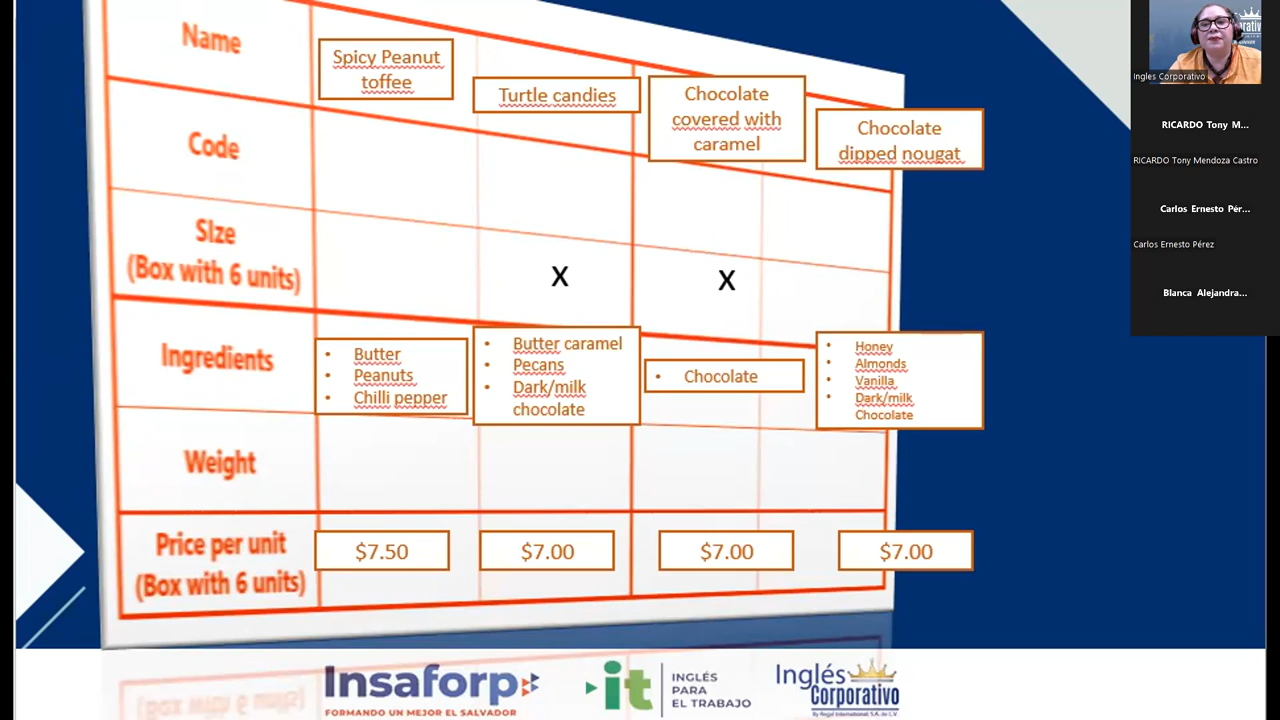 Name
Spicy Peanut
toffee
Turtle candies
Chocolate
covered with
caramel
Chocolate
dipped nougat
Code
SIze
(Box with 6 units)
X
X
Ingredients
• Butter
• Peanuts
• Chilli pepper
• Butter caramel
• Pecans
• Dark/milk
chocolate
• Chocolate
• Honey
• Almonds
• Vanilla
• Dark/milk
Chocolate
Weight
Price per unit
(Box with 6 units)
$7.50
$7.00
$7.00
$7.00
Insaforp
FORMANDO UN MEJOR EL SALVADOR
it
INGLÉS
PARA
EL TRABAJO
Inglés
Corporativo
By Regal International, S.A. de C.V.
Ingles Corporativo
RICARDO Tony M...
RICARDO Tony Mendoza Castro
Carlos Ernesto Pér...
Carlos Ernesto Pérez
Blanca Alejandra...